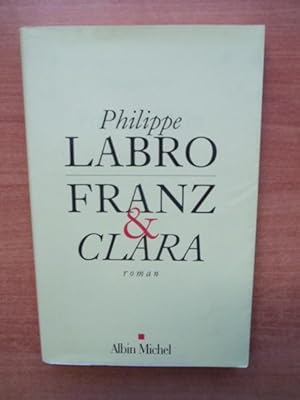 Philippe
LABRO
FRANZ
&
CLARA
roman
Albin Michel